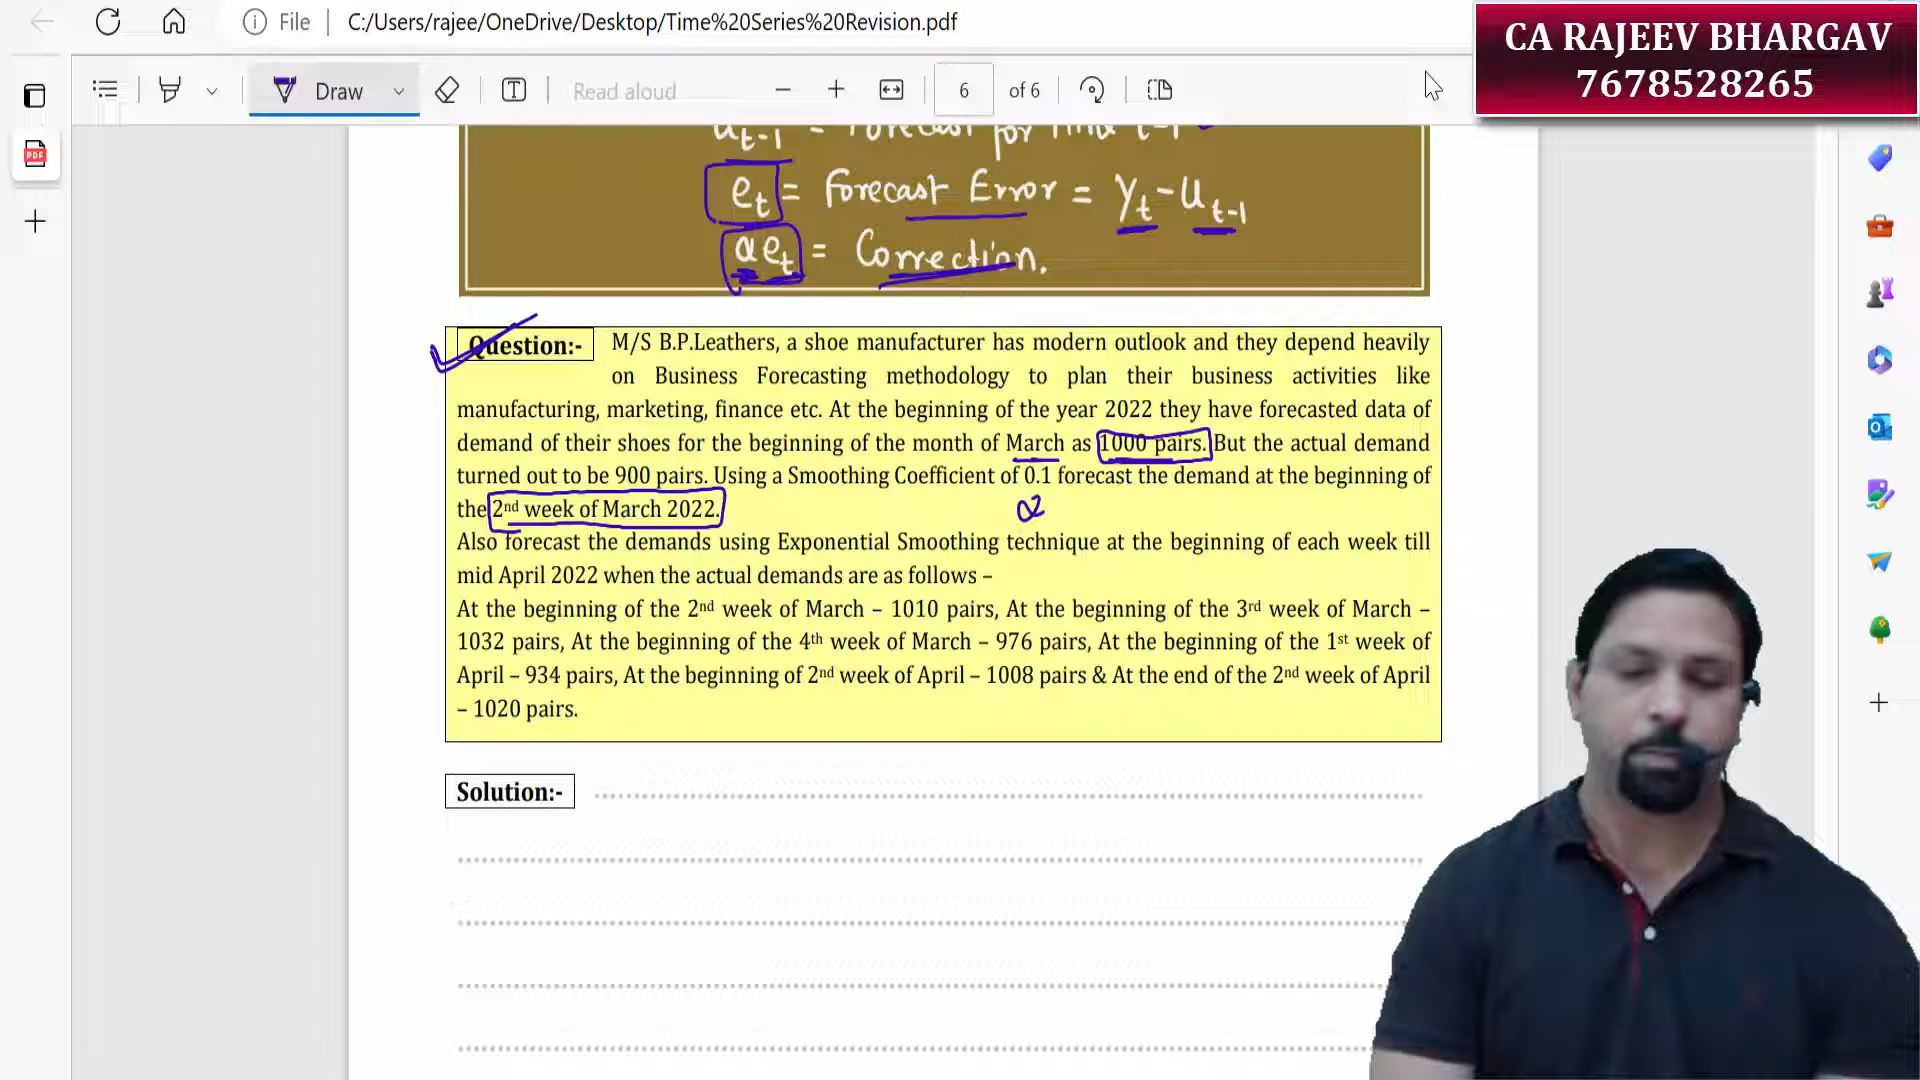 File
C:/Users/rajee/OneDrive/Desktop/Time%20Series%20Revision.pdf
CA RAJEEV BHARGAV
7678528265
Draw
Read aloud
6
of 6
ut-1 = Forecast for time t-1
et = Forecast Error = yt - ut-1
αet = Correction.
Question:- M/S B.P.Leathers, a shoe manufacturer has modern outlook and they depend heavily
on Business Forecasting methodology to plan their business activities like
manufacturing, marketing, finance etc. At the beginning of the year 2022 they have forecasted data of
demand of their shoes for the beginning of the month of March as 1000 pairs. But the actual demand
turned out to be 900 pairs. Using a Smoothing Coefficient of 0.1 forecast the demand at the beginning of
the 2nd week of March 2022.
α
Also forecast the demands using Exponential Smoothing technique at the beginning of each week till
mid April 2022 when the actual demands are as follows –
At the beginning of the 2nd week of March – 1010 pairs, At the beginning of the 3rd week of March –
1032 pairs, At the beginning of the 4th week of March – 976 pairs, At the beginning of the 1st week of
April – 934 pairs, At the beginning of 2nd week of April – 1008 pairs & At the end of the 2nd week of April
– 1020 pairs.
Solution:-